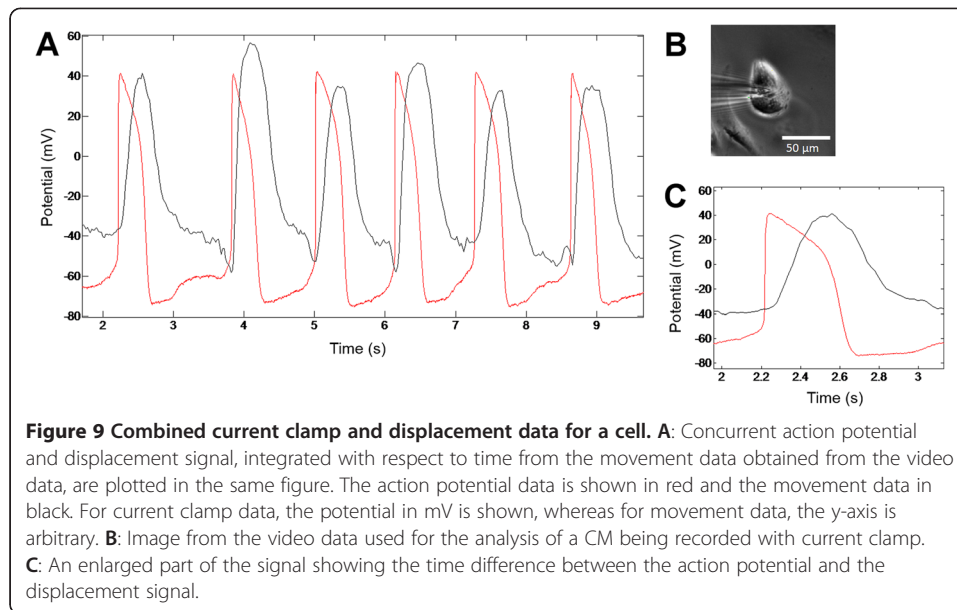 A
60
40
20
0
-20
-40
-60
-80
Potential (mV)
2 3 4 5 6 7 8 9
Time (s)
B
50 µm
C
60
40
20
0
-20
-40
-60
-80
Potential (mV)
2 2.2 2.4 2.6 2.8 3
Time (s)
Figure 9 Combined current clamp and displacement data for a cell. A: Concurrent action potential
and displacement signal, integrated with respect to time from the movement data obtained from the video
data, are plotted in the same figure. The action potential data is shown in red and the movement data in
black. For current clamp data, the potential in mV is shown, whereas for movement data, the y-axis is
arbitrary. B: Image from the video data used for the analysis of a CM being recorded with current clamp.
C: An enlarged part of the signal showing the time difference between the action potential and the
displacement signal.